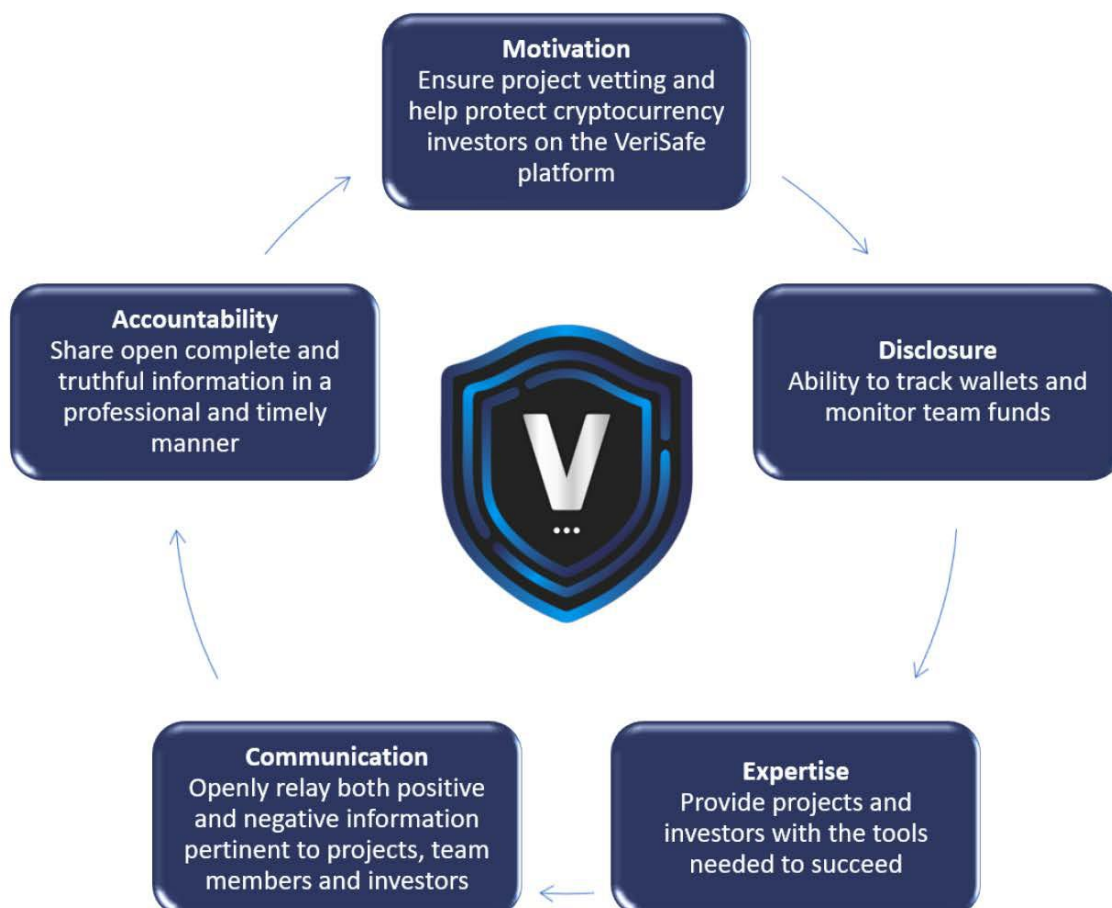 Motivation
Ensure project vetting and
help protect cryptocurrency
investors on the VeriSafe
platform
Disclosure
Ability to track wallets and
monitor team funds
Expertise
Provide projects and
investors with the tools
needed to succeed
Communication
Openly relay both positive
and negative information
pertinent to projects, team
members and investors
Accountability
Share open complete and
truthful information in a
professional and timely
manner
V